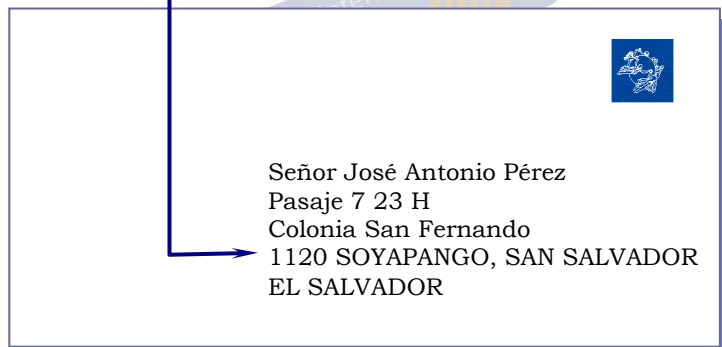 Señor José Antonio Pérez
Pasaje 7 23 H
Colonia San Fernando
1120 SOYAPANGO, SAN SALVADOR
EL SALVADOR